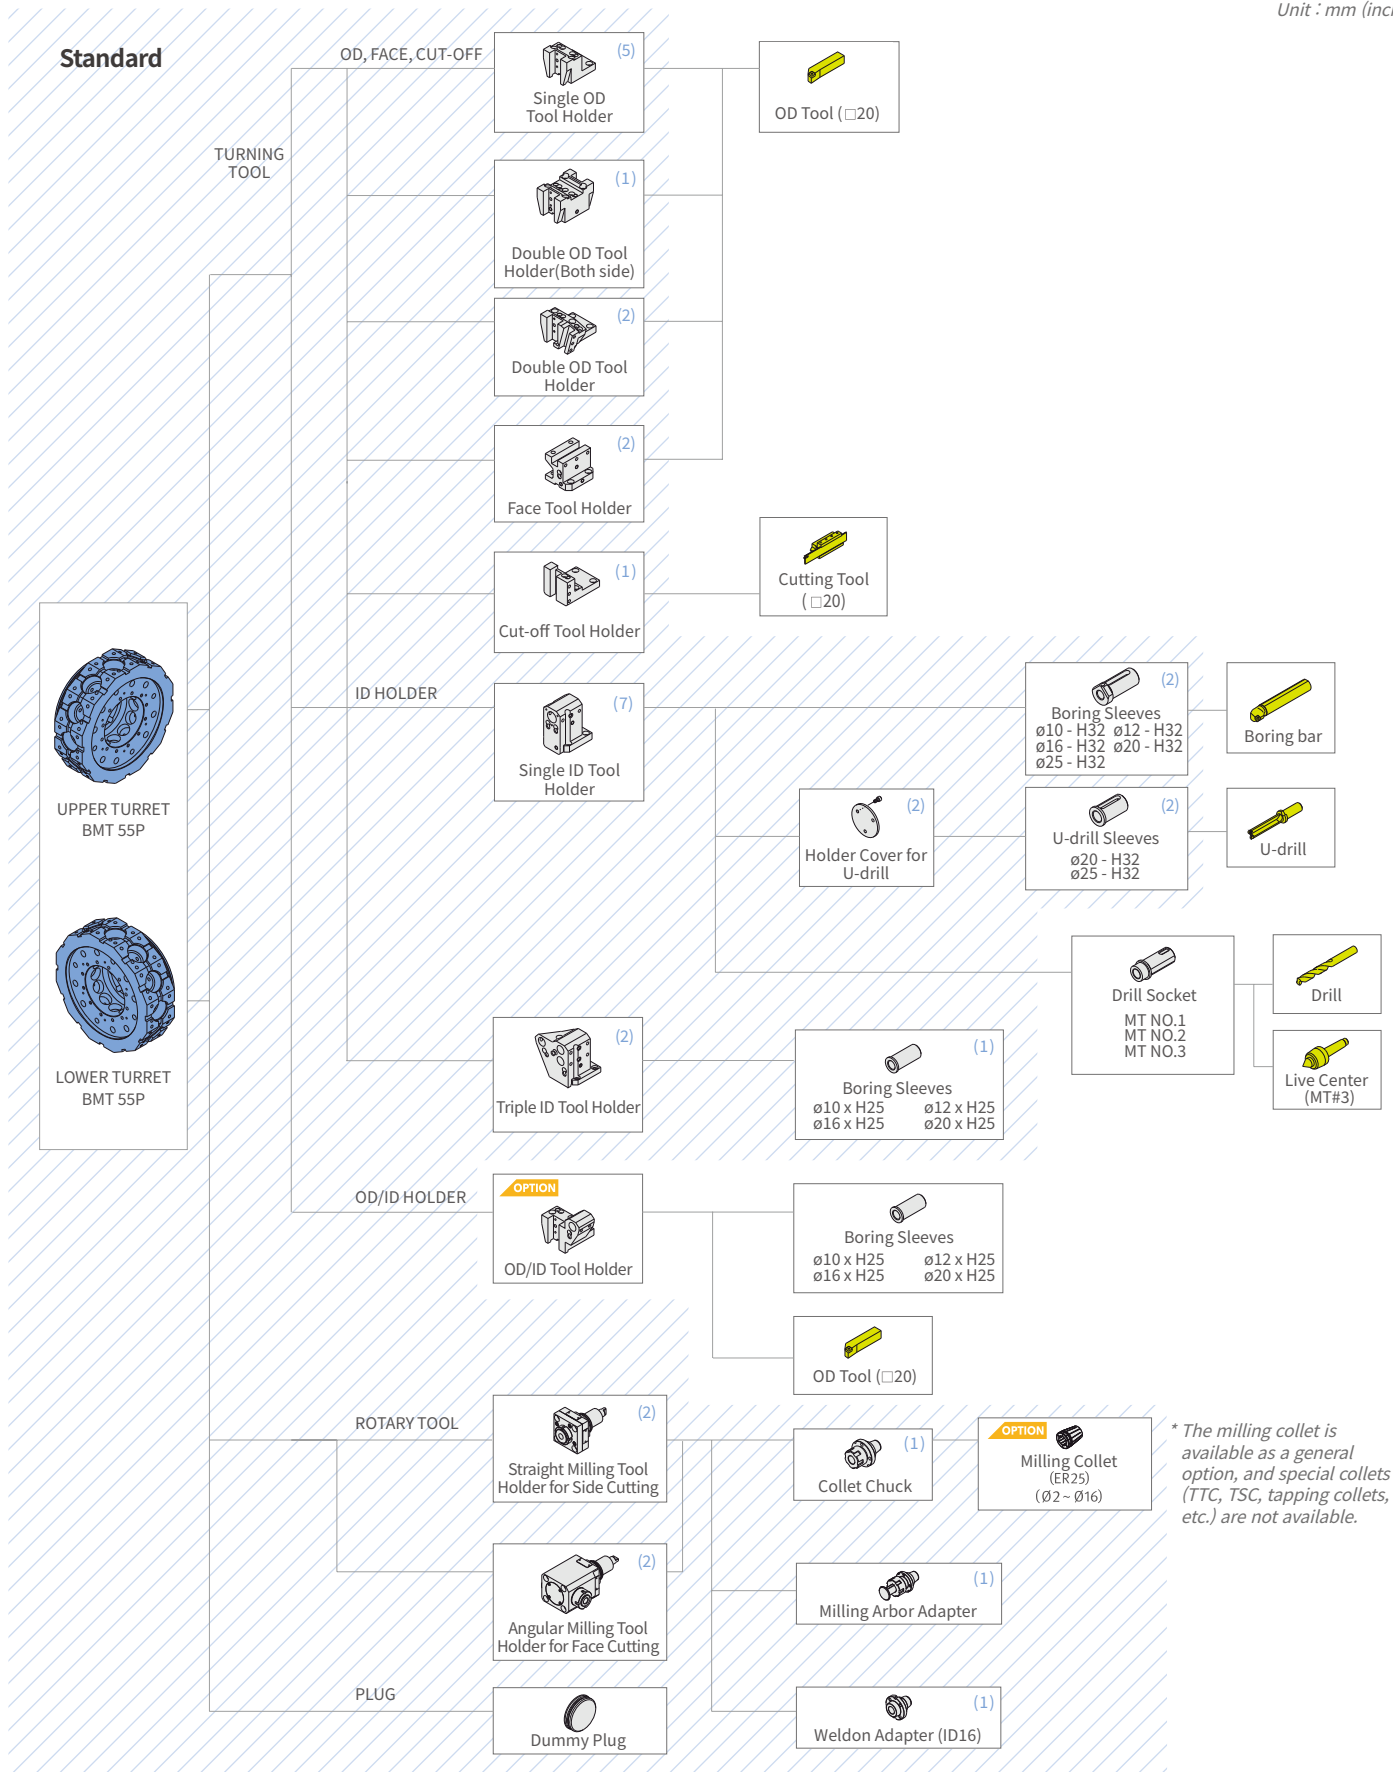 Unit : mm (incl
Standard
OD, FACE, CUT-OFF
(5)
Single OD
Tool Holder
OD Tool (□20)
TURNING
TOOL
(1)
Double OD Tool
Holder(Both side)
(2)
Double OD Tool
Holder
(2)
Face Tool Holder
(1)
Cut-off Tool Holder
Cutting Tool
(□20)
UPPER TURRET
BMT 55P
LOWER TURRET
BMT 55P
ID HOLDER
(7)
Single ID Tool
Holder
(2)
Boring Sleeves
ø10 - H32 ø12 - H32
ø16 - H32 ø20 - H32
ø25 - H32
Boring bar
(2)
Holder Cover for
U-drill
(2)
U-drill Sleeves
ø20 - H32
ø25 - H32
U-drill
Drill Socket
MT NO.1
MT NO.2
MT NO.3
Drill
Live Center
(MT#3)
(2)
Triple ID Tool Holder
(1)
Boring Sleeves
ø10 x H25 ø12 x H25
ø16 x H25 ø20 x H25
OD/ID HOLDER
OPTION
OD/ID Tool Holder
Boring Sleeves
ø10 x H25 ø12 x H25
ø16 x H25 ø20 x H25
OD Tool (□20)
ROTARY TOOL
(2)
Straight Milling Tool
Holder for Side Cutting
(1)
Collet Chuck
OPTION
Milling Collet
(ER25)
(Ø2 ~ Ø16)
* The milling collet is
available as a general
option, and special collets
(TTC, TSC, tapping collets,
etc.) are not available.
(2)
Angular Milling Tool
Holder for Face Cutting
(1)
Milling Arbor Adapter
PLUG
Dummy Plug
(1)
Weldon Adapter (ID16)